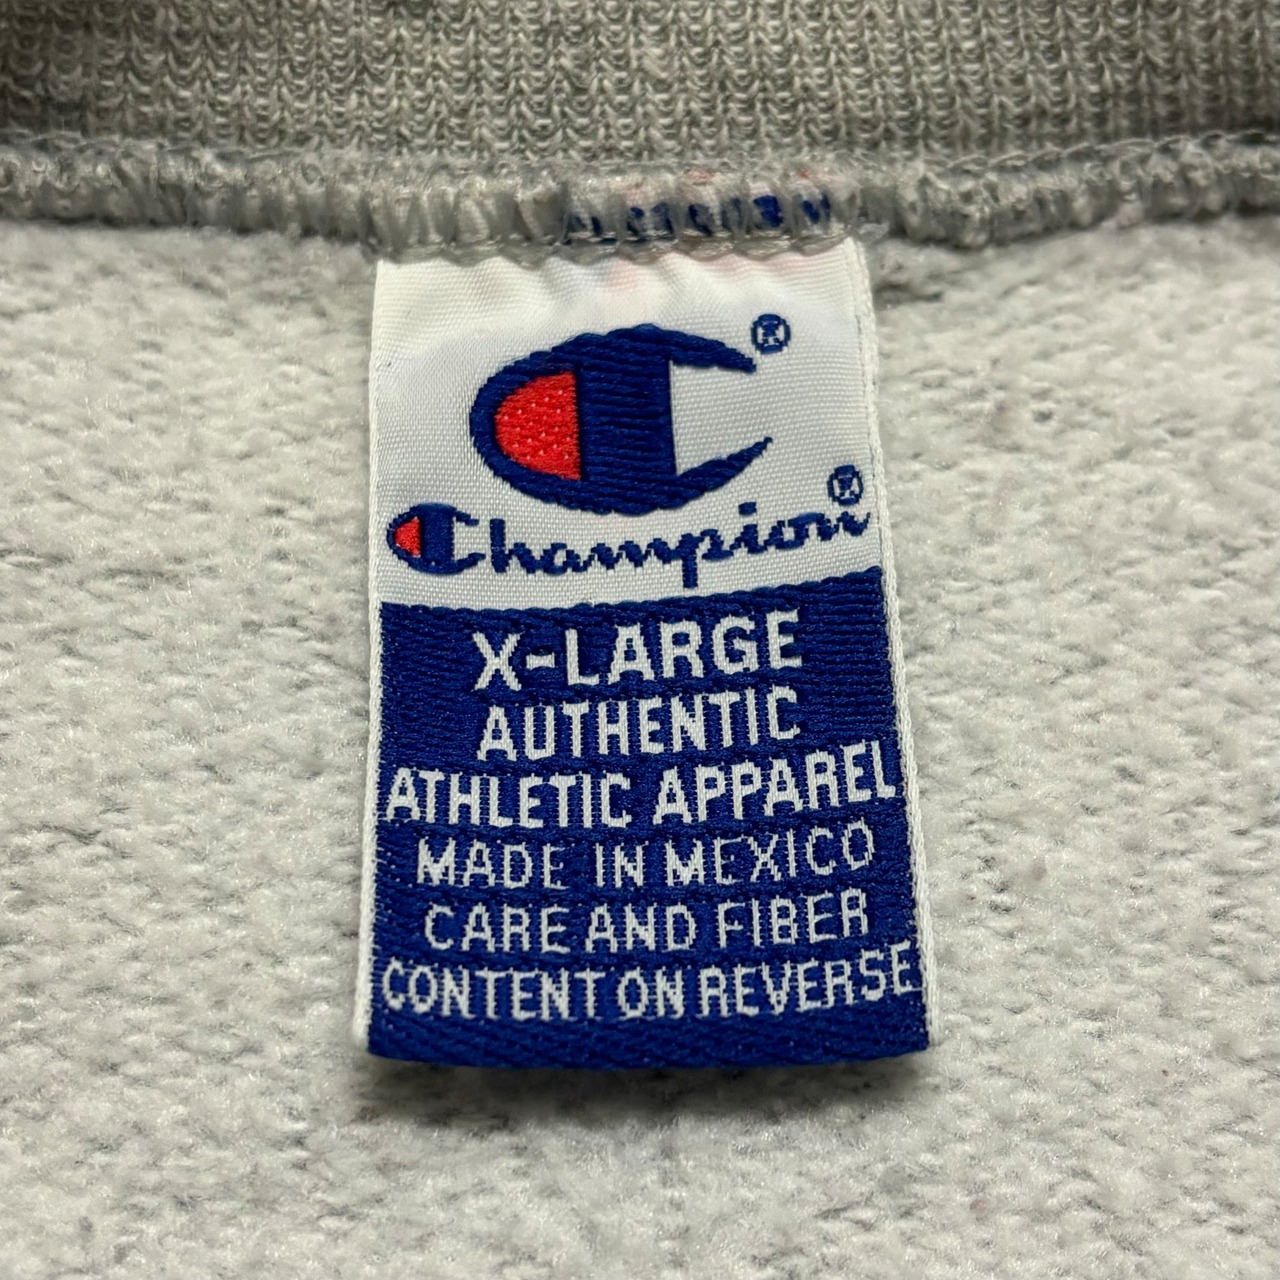 ®
Champion®
X-LARGE
AUTHENTIC
ATHLETIC APPAREL
MADE IN MEXICO
CARE AND FIBER
CONTENT ON REVERSE